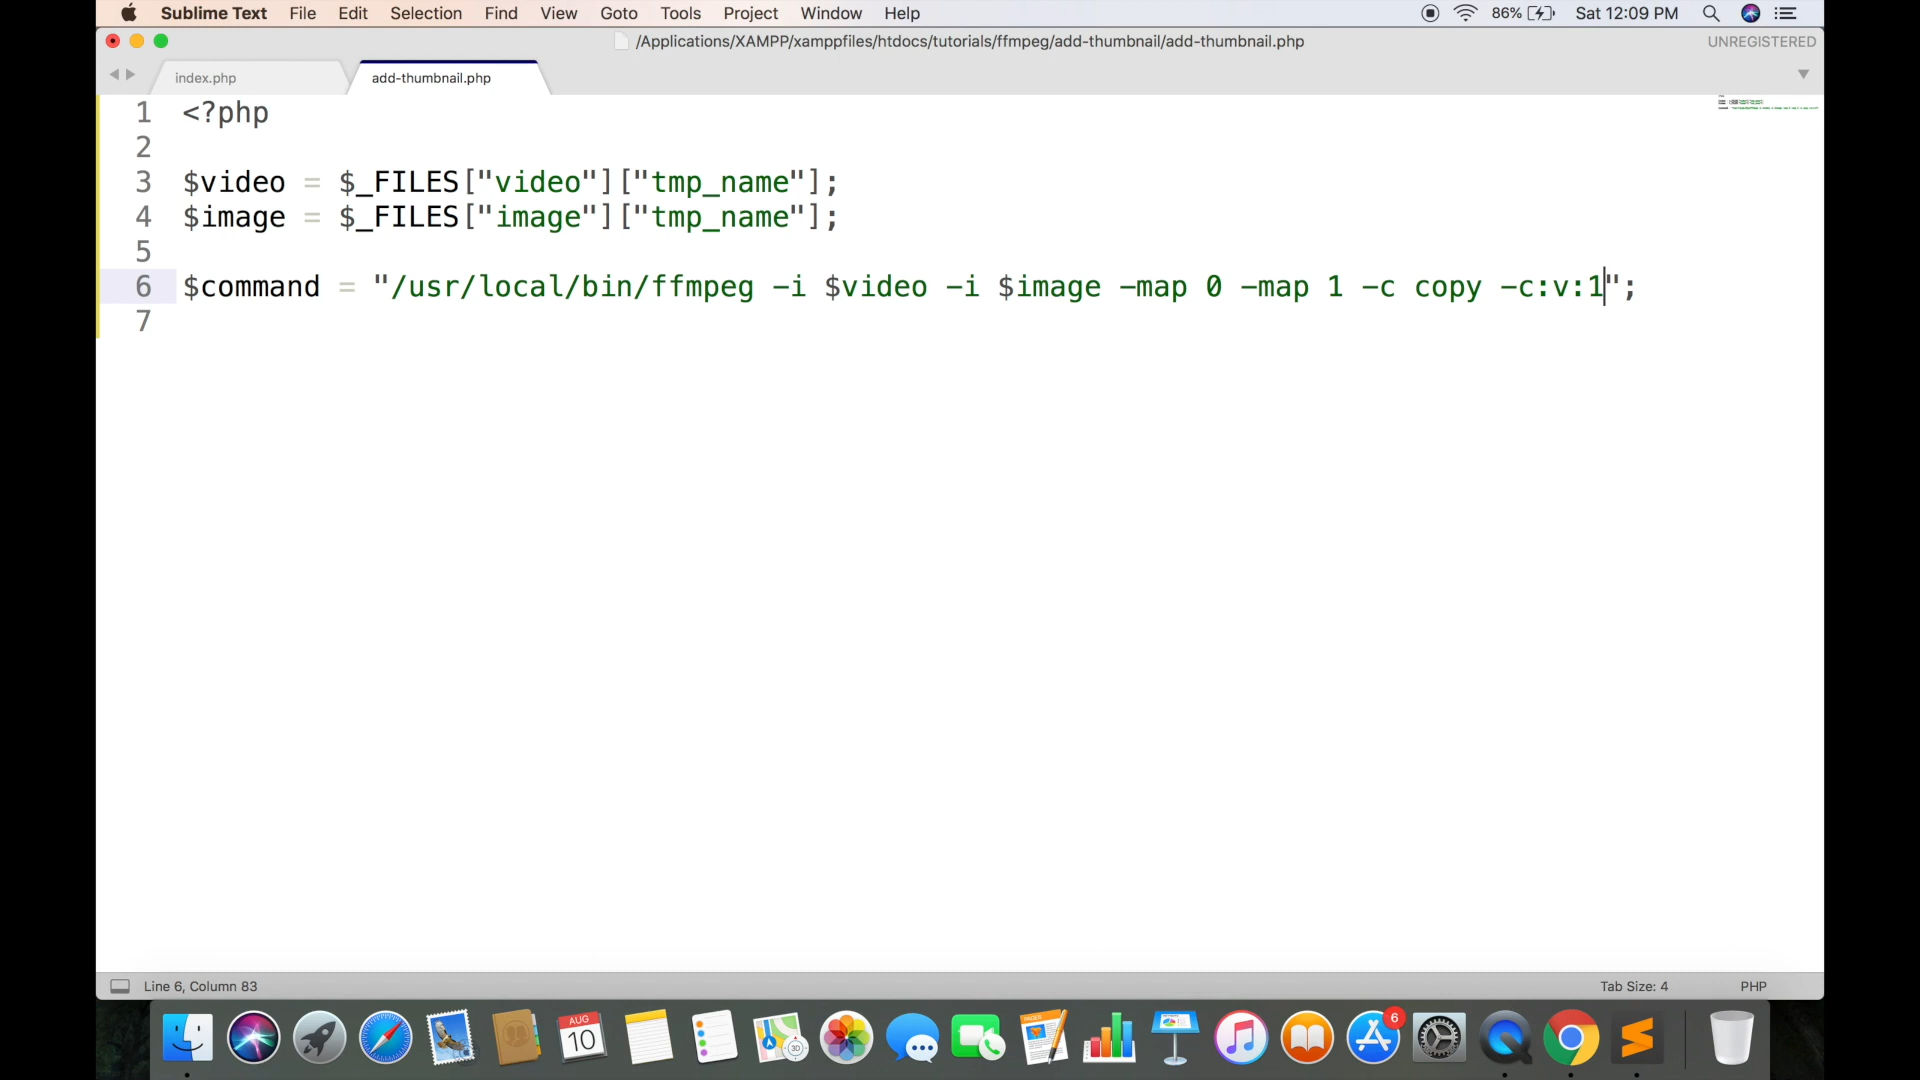 Sublime Text File Edit Selection Find View Goto Tools Project Window Help 86% Sat 12:09 PM
/Applications/XAMPP/xamppfiles/htdocs/tutorials/ffmpeg/add-thumbnail/add-thumbnail.php UNREGISTERED
index.php add-thumbnail.php
1 <?php
2
3 $video = $_FILES["video"]["tmp_name"];
4 $image = $_FILES["image"]["tmp_name"];
5
6 $command = "/usr/local/bin/ffmpeg -i $video -i $image -map 0 -map 1 -c copy -c:v:1";
7
Line 6, Column 83 Tab Size: 4 PHP
AUG 6
10